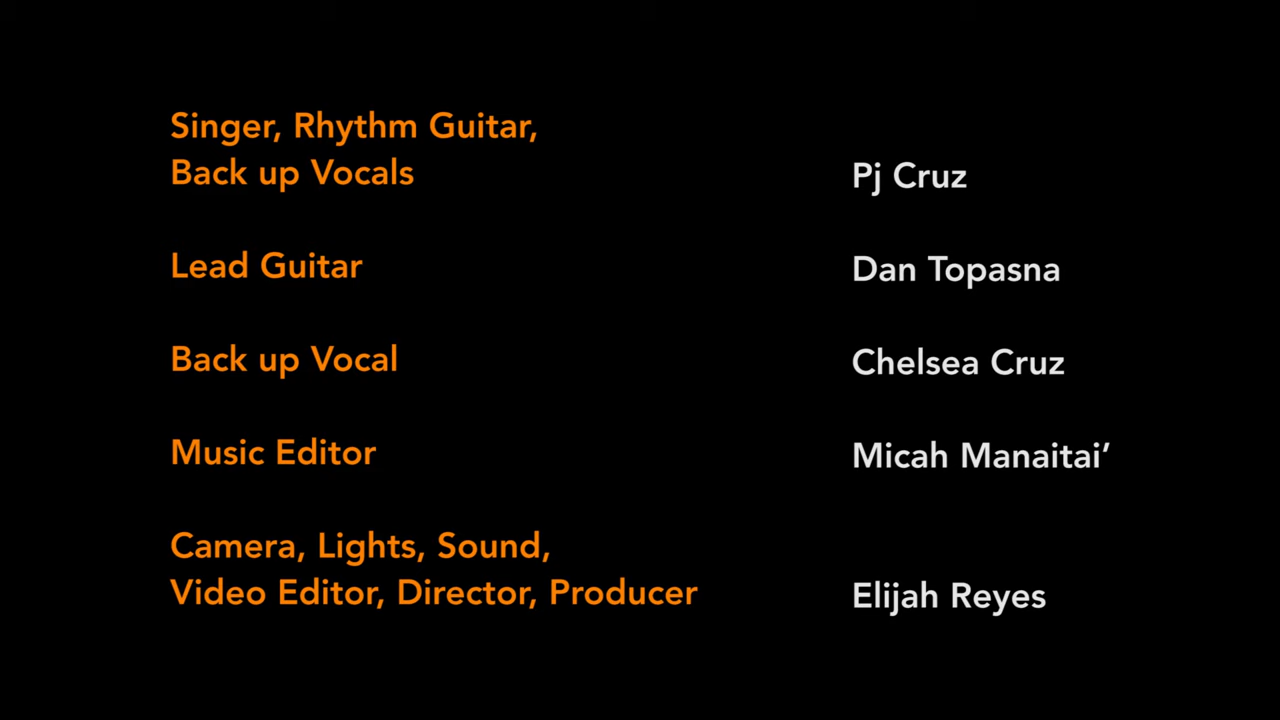 Singer, Rhythm Guitar,
Back up Vocals Pj Cruz
Lead Guitar Dan Topasna
Back up Vocal Chelsea Cruz
Music Editor Micah Manaitai’
Camera, Lights, Sound,
Video Editor, Director, Producer Elijah Reyes